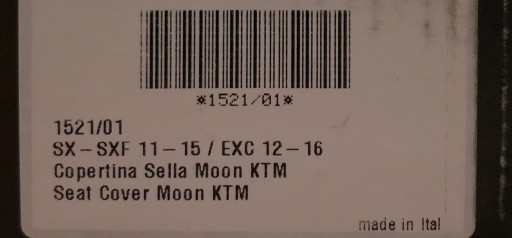 *1521/01*
1521/01
SX-SXF 11-15 / EXC 12-16
Copertina Sella Moon KTM
Seat Cover Moon KTM
made in Ital